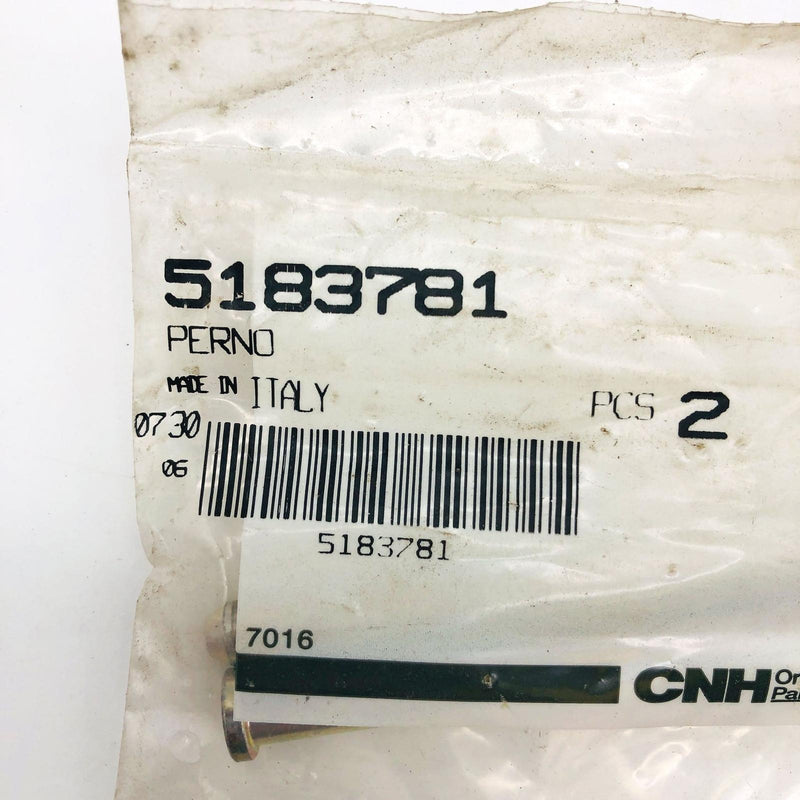 5183781
PERNO
MADE IN ITALY
PCS 2
0730
06
5183781
7016
CNH